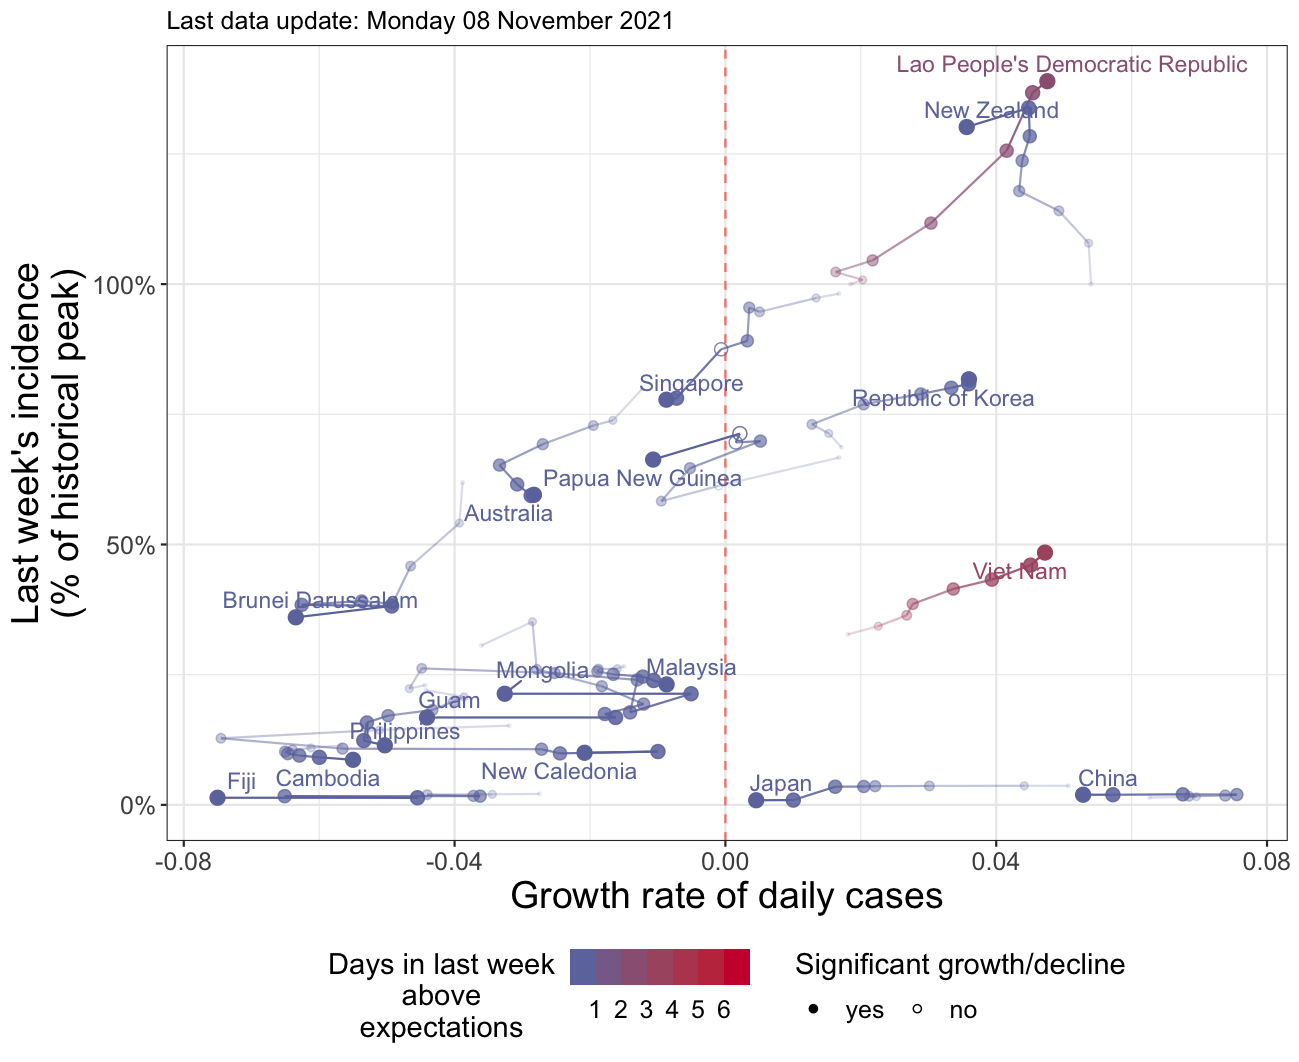 Last data update: Monday 08 November 2021
Lao People's Democratic Republic
New Zealand
Singapore
Republic of Korea
Papua New Guinea
Australia
Viet Nam
Brunei Darussalam
Mongolia
Malaysia
Guam
Philippines
New Caledonia
Fiji
Cambodia
Japan
China
Last week's incidence
(% of historical peak)
100%
50%
0%
-0.08
-0.04
0.00
0.04
0.08
Growth rate of daily cases
Days in last week
above
expectations
1 2 3 4 5 6
Significant growth/decline
yes
no